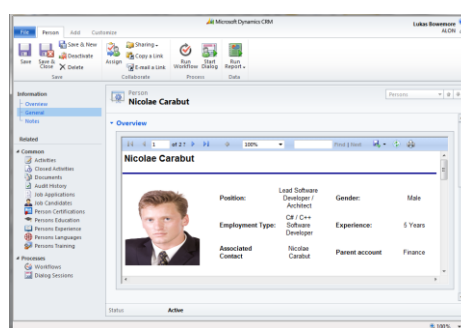 Microsoft Dynamics CRM
Lukas Bowemore
ALDN
File Person Add Customize
Save
Save & Close
Save & New
Deactivate
Delete
Assign
Sharing
Copy a Link
E-mail a Link
Run Workflow
Start Dialog
Run Report
Save Collaborate Process Data
Information
Overview
General
Notes
Related
Common
Activities
Closed Activities
Documents
Audit History
Job Applications
Job Candidates
Person Certifications
Persons Education
Persons Experience
Persons Languages
Persons Training
Processes
Workflows
Dialog Sessions
Person
Nicolae Carabut
Persons
Overview
1 of 2 ? 100% Find | Next
Nicolae Carabut
Position: Lead Software Developer / Architect
Gender: Male
Employment Type: C# / C++ Software Developer
Experience: 5 Years
Associated Contact Nicolae Carabut
Parent account Finance
Status Active
100%